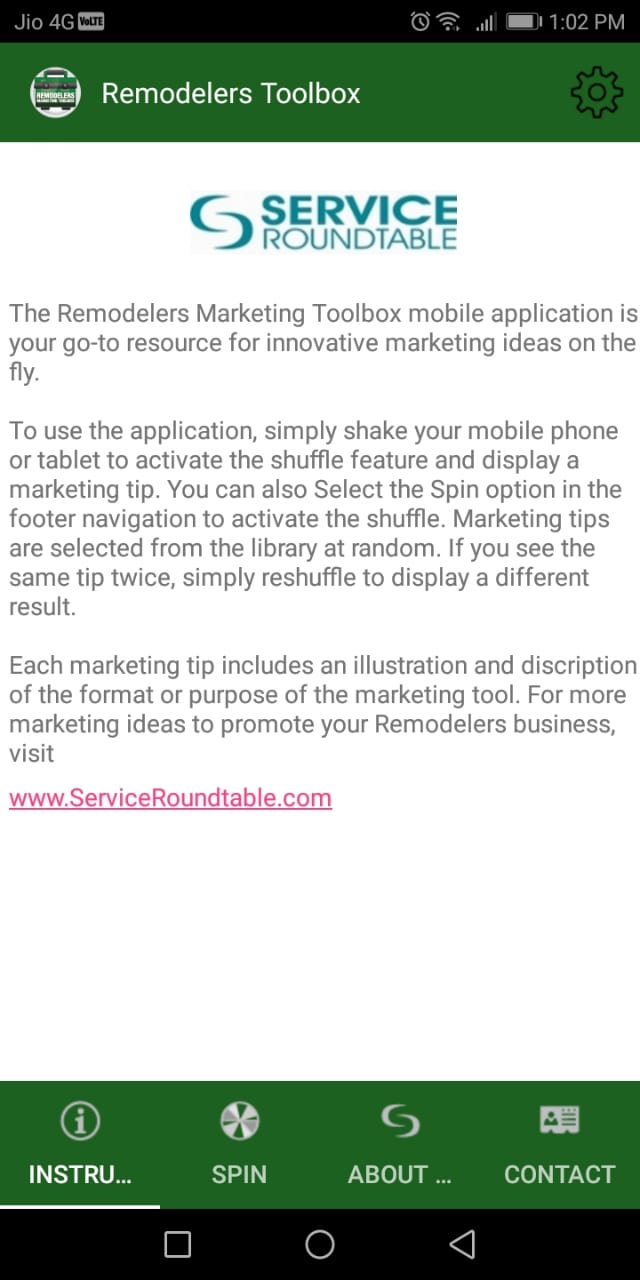 Jio 4G VoLTE 1:02 PM
REMODELERS
Remodelers Toolbox
SERVICE
ROUNDTABLE
The Remodelers Marketing Toolbox mobile application is
your go-to resource for innovative marketing ideas on the
fly.
To use the application, simply shake your mobile phone
or tablet to activate the shuffle feature and display a
marketing tip. You can also Select the Spin option in the
footer navigation to activate the shuffle. Marketing tips
are selected from the library at random. If you see the
same tip twice, simply reshuffle to display a different
result.
Each marketing tip includes an illustration and discription
of the format or purpose of the marketing tool. For more
marketing ideas to promote your Remodelers business,
visit
www.ServiceRoundtable.com
INSTRU... SPIN ABOUT ... CONTACT